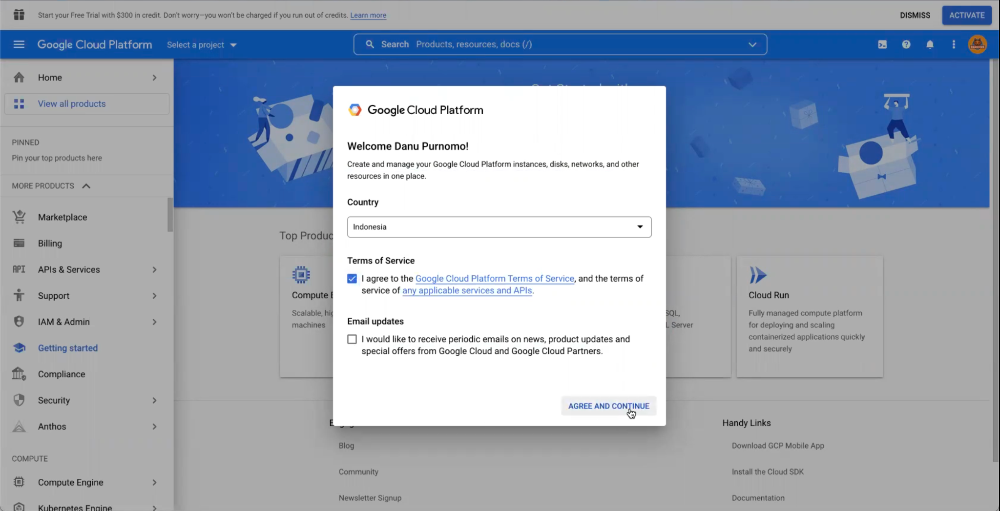 Start your Free Trial with $300 in credit. Don't worry—you won't be charged if you run out of credits. Learn more
DISMISS
ACTIVATE
Google Cloud Platform
Select a project
Search Products, resources, docs (/)
Home
View all products
PINNED
Pin your top products here
MORE PRODUCTS
Marketplace
Billing
API APIs & Services
Support
IAM & Admin
Getting started
Compliance
Security
Anthos
COMPUTE
Compute Engine
Kubernetes Engine
Google Cloud Platform
Welcome Danu Purnomo!
Create and manage your Google Cloud Platform instances, disks, networks, and other
resources in one place.
Country
Indonesia
Terms of Service
I agree to the Google Cloud Platform Terms of Service, and the terms of
service of any applicable services and APIs.
Email updates
I would like to receive periodic emails on news, product updates and
special offers from Google Cloud and Google Cloud Partners.
AGREE AND CONTINUE
Top
Compute
Scalable,
machines
Server
Cloud Run
Fully managed compute platform
for deploying and scaling
containerized applications quickly
and securely
Blog
Community
Newsletter Signup
Handy Links
Download GCP Mobile App
Install the Cloud SDK
Documentation